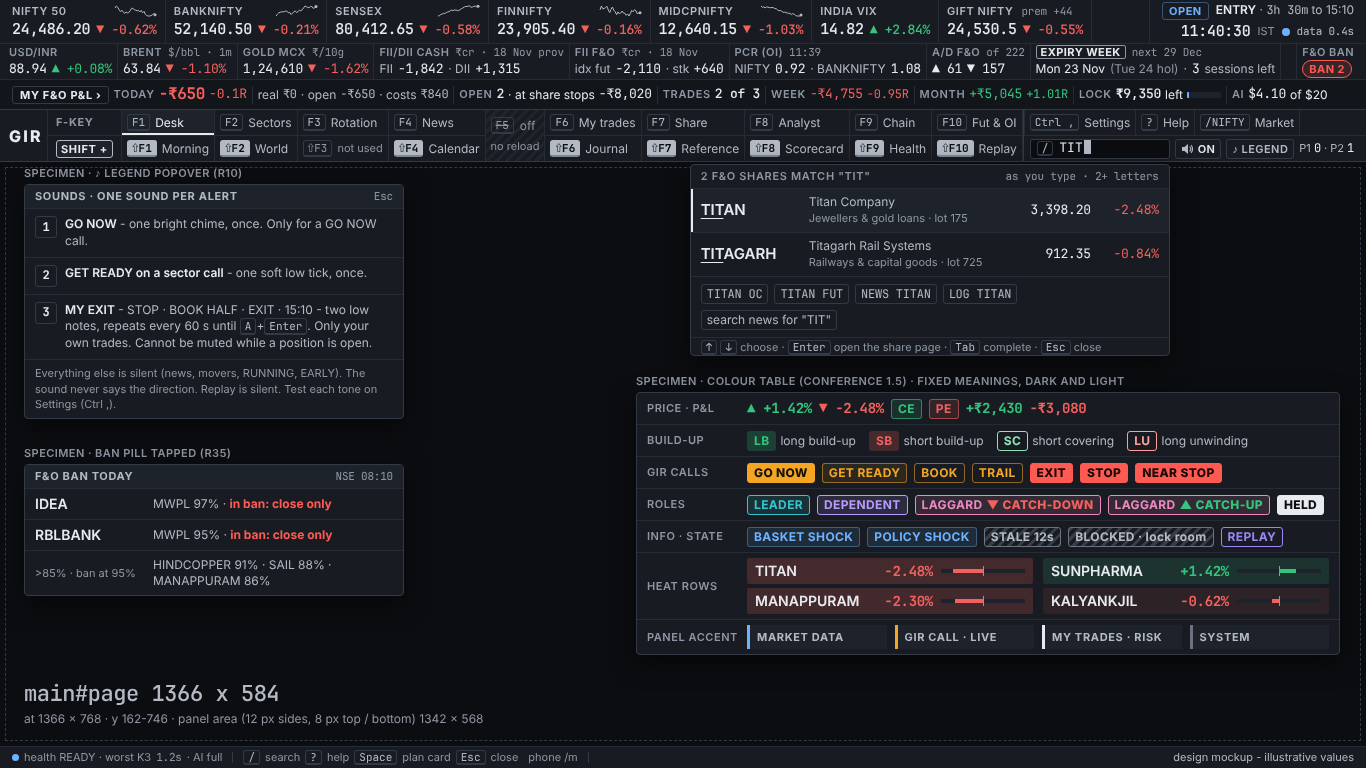 NIFTY 50 BANKNIFTY SENSEX FINNIFTY MIDCPNIFTY INDIA VIX GIFT NIFTY prem +44 OPEN ENTRY · 3h 30m to 15:10
24,486.20 ▼ -0.62% 52,140.50 ▼ -0.21% 80,412.65 ▼ -0.58% 23,905.40 ▼ -0.16% 12,640.15 ▼ -1.03% 14.82 ▲ +2.84% 24,530.5 ▼ -0.55% 11:40:30 IST ● data 0.4s
USD/INR BRENT $/bbl · 1m GOLD MCX ₹/10g FII/DII CASH ₹cr · 18 Nov prov FII F&O ₹cr · 18 Nov PCR (OI) 11:39 A/D F&O of 222 EXPIRY WEEK next 29 Dec F&O BAN
88.94 ▲ +0.08% 63.84 ▼ -1.10% 1,24,610 ▼ -1.62% FII -1,842 · DII +1,315 idx fut -2,110 · stk +640 NIFTY 0.92 · BANKNIFTY 1.08 ▲ 61 ▼ 157 Mon 23 Nov (Tue 24 hol) · 3 sessions left BAN 2
MY F&O P&L › TODAY -₹650 -0.1R real ₹0 · open -₹650 · costs ₹840 OPEN 2 · at share stops -₹8,020 TRADES 2 of 3 WEEK -₹4,755 -0.95R MONTH +₹5,045 +1.01R LOCK ₹9,350 left AI $4.10 of $20
GIR F-KEY F1 Desk F2 Sectors F3 Rotation F4 News F5 off F6 My trades F7 Share F8 Analyst F9 Chain F10 Fut & OI Ctrl , Settings ? Help /NIFTY Market
SHIFT + ⇧F1 Morning ⇧F2 World ⇧F3 not used ⇧F4 Calendar no reload ⇧F6 Journal ⇧F7 Reference ⇧F8 Scorecard ⇧F9 Health ⇧F10 Replay / TIT ON ♪ LEGEND P1 0 · P2 1
SPECIMEN · ♪ LEGEND POPOVER (R10)
SOUNDS · ONE SOUND PER ALERT Esc
1 GO NOW - one bright chime, once. Only for a GO NOW
call.
2 GET READY on a sector call - one soft low tick, once.
3 MY EXIT - STOP · BOOK HALF · EXIT · 15:10 - two low
notes, repeats every 60 s until A+Enter. Only your
own trades. Cannot be muted while a position is open.
Everything else is silent (news, movers, RUNNING, EARLY). The
sound never says the direction. Replay is silent. Test each tone on
Settings (Ctrl ,).
2 F&O SHARES MATCH "TIT" as you type · 2+ letters
TITAN Titan Company 3,398.20 -2.48%
Jewellers & gold loans · lot 175
TITAGARH Titagarh Rail Systems 912.35 -0.84%
Railways & capital goods · lot 725
TITAN OC TITAN FUT NEWS TITAN LOG TITAN
search news for "TIT"
↑ ↓ choose · Enter open the share page · Tab complete · Esc close
SPECIMEN · BAN PILL TAPPED (R35)
F&O BAN TODAY NSE 08:10
IDEA MWPL 97% · in ban: close only
RBLBANK MWPL 95% · in ban: close only
>85% · ban at 95% HINDCOPPER 91% · SAIL 88% ·
MANAPPURAM 86%
SPECIMEN · COLOUR TABLE (CONFERENCE 1.5) · FIXED MEANINGS, DARK AND LIGHT
PRICE · P&L ▲ +1.42% ▼ -2.48% CE PE +₹2,430 -₹3,080
BUILD-UP LB long build-up SB short build-up SC short covering LU long unwinding
GIR CALLS GO NOW GET READY BOOK TRAIL EXIT STOP NEAR STOP
ROLES LEADER DEPENDENT LAGGARD ▼ CATCH-DOWN LAGGARD ▲ CATCH-UP HELD
INFO · STATE BASKET SHOCK POLICY SHOCK STALE 12s BLOCKED · lock room REPLAY
HEAT ROWS TITAN -2.48% SUNPHARMA +1.42%
MANAPPURAM -2.30% KALYANKJIL -0.62%
PANEL ACCENT MARKET DATA GIR CALL · LIVE MY TRADES · RISK SYSTEM
main#page 1366 x 584
at 1366 × 768 · y 162-746 · panel area (12 px sides, 8 px top / bottom) 1342 × 568
● health READY · worst K3 1.2s · AI full / search ? help Space plan card Esc close phone /m design mockup - illustrative values